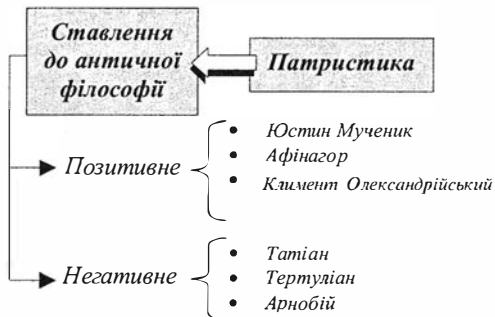 Ставлення
до античної
філософії
Патристика
Позитивне
• Юстин Мученик
• Афінагор
• Климент Олександрійський
Негативне
• Татіан
• Тертуліан
• Арнобій